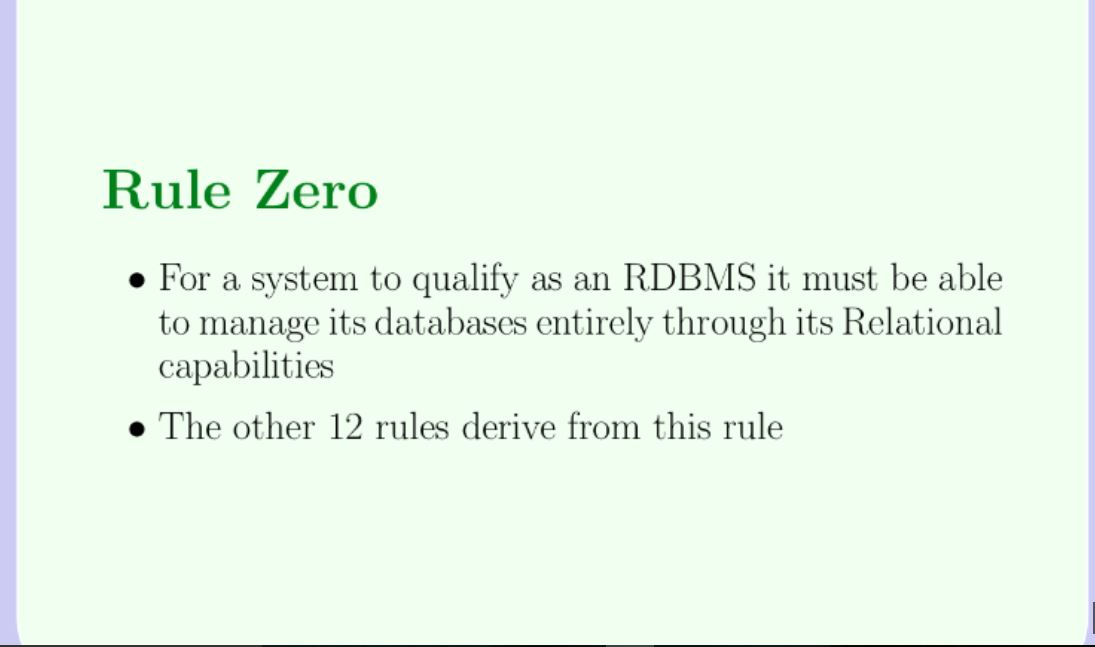 Rule Zero
• For a system to qualify as an RDBMS it must be able
to manage its databases entirely through its Relational
capabilities
• The other 12 rules derive from this rule